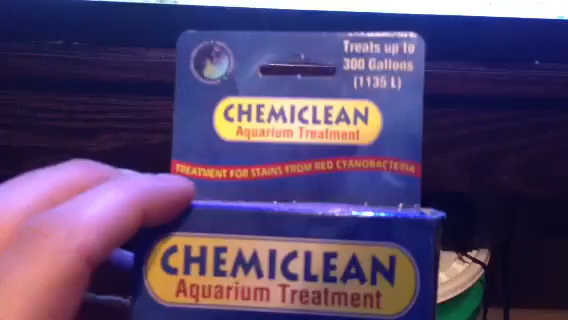 Treats up to
300 Gallons
(1135 L)
CHEMICLEAN
Aquarium Treatment
TREATMENT FOR STAINS FROM RED CYANOBACTERIA
CHEMICLEAN
Aquarium Treatment